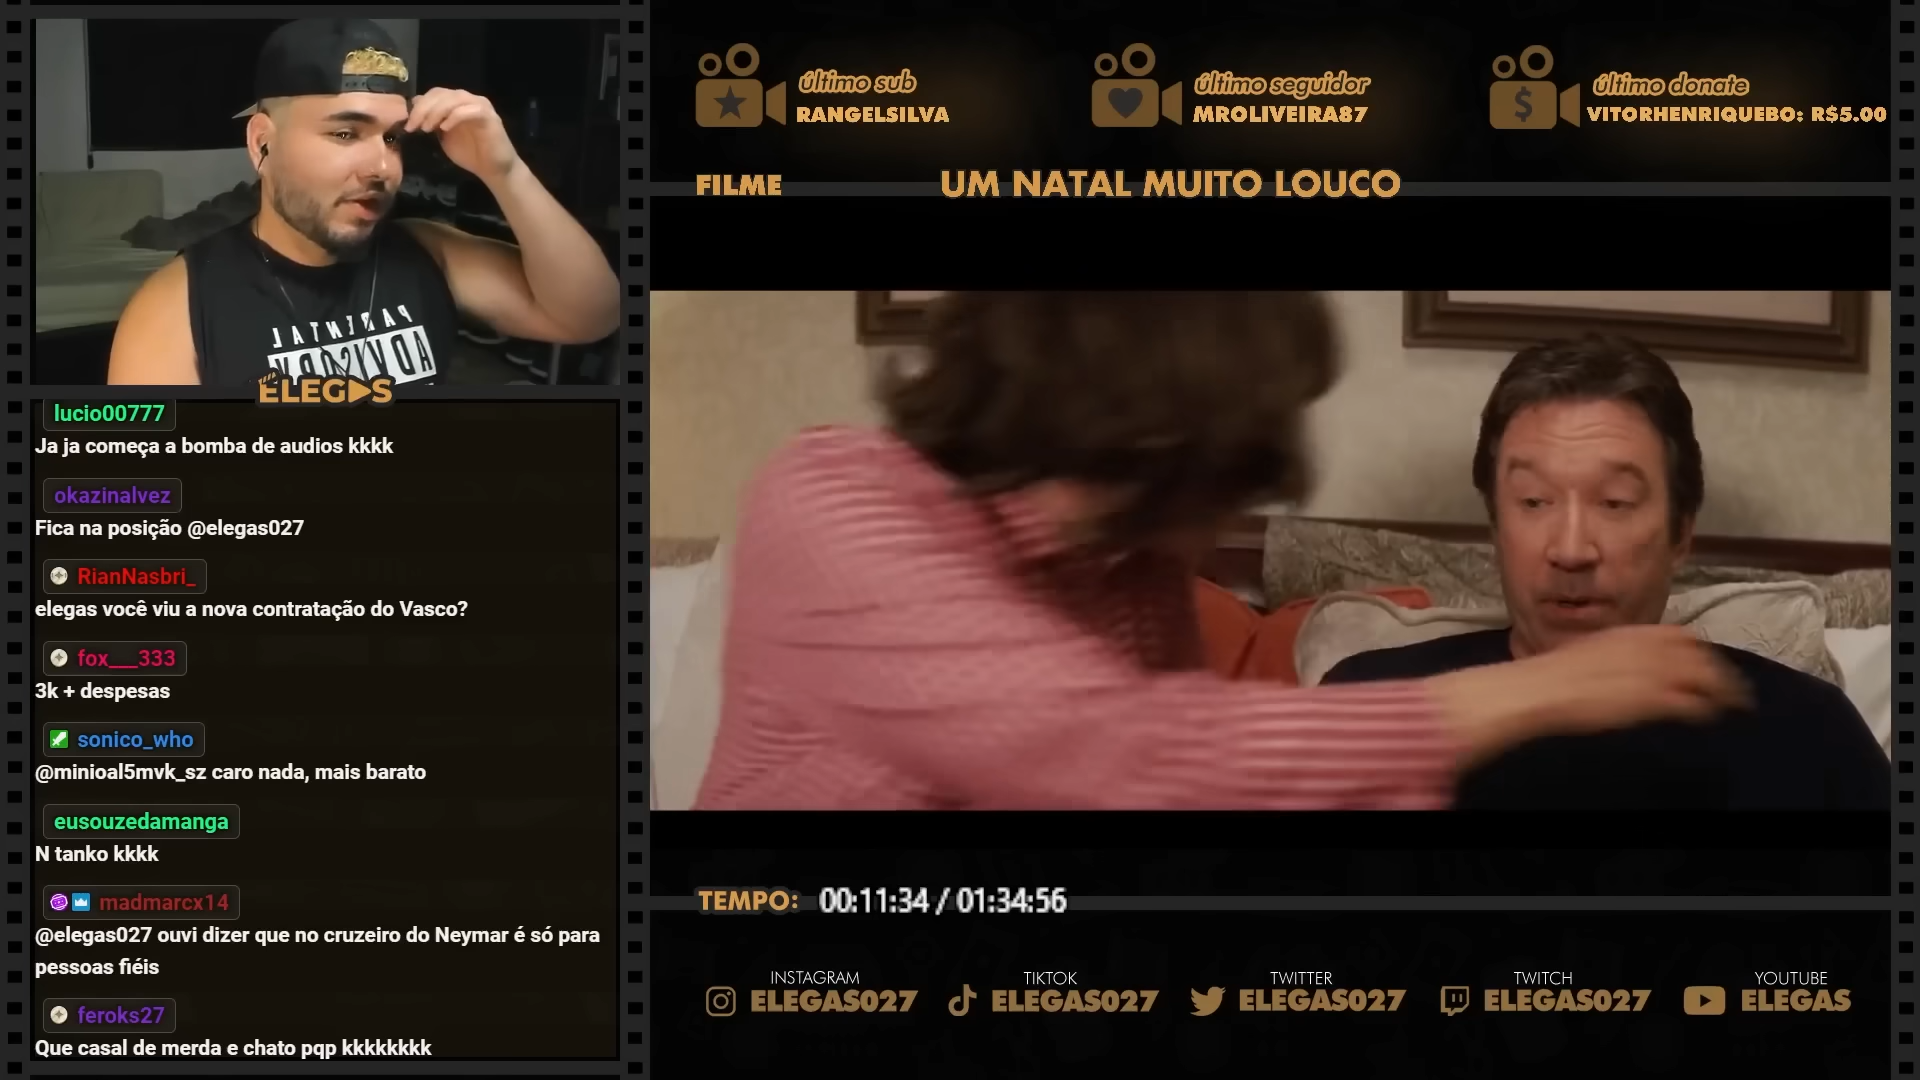 PARENTAL
ADVISORY
ELEGAS
lucio00777
Ja ja começa a bomba de audios kkkk
okazinalvez
Fica na posição @elegas027
RianNasbri_
elegas você viu a nova contratação do Vasco?
fox___333
3k + despesas
sonico_who
@minioal5mvk_sz caro nada, mais barato
eusouzedamanga
N tanko kkkk
madmarcx14
@elegas027 ouvi dizer que no cruzeiro do Neymar é só para
pessoas fiéis
feroks27
Que casal de merda e chato pqp kkkkkkkk
último sub
RANGELSILVA
último seguidor
MROLIVEIRA87
último donate
$
VITORHENRIQUEBO: R$5.00
FILME
UM NATAL MUITO LOUCO
TEMPO: 00:11:34 / 01:34:56
INSTAGRAM
ELEGAS027
TIKTOK
ELEGAS027
TWITTER
ELEGAS027
TWITCH
ELEGAS027
YOUTUBE
ELEGAS